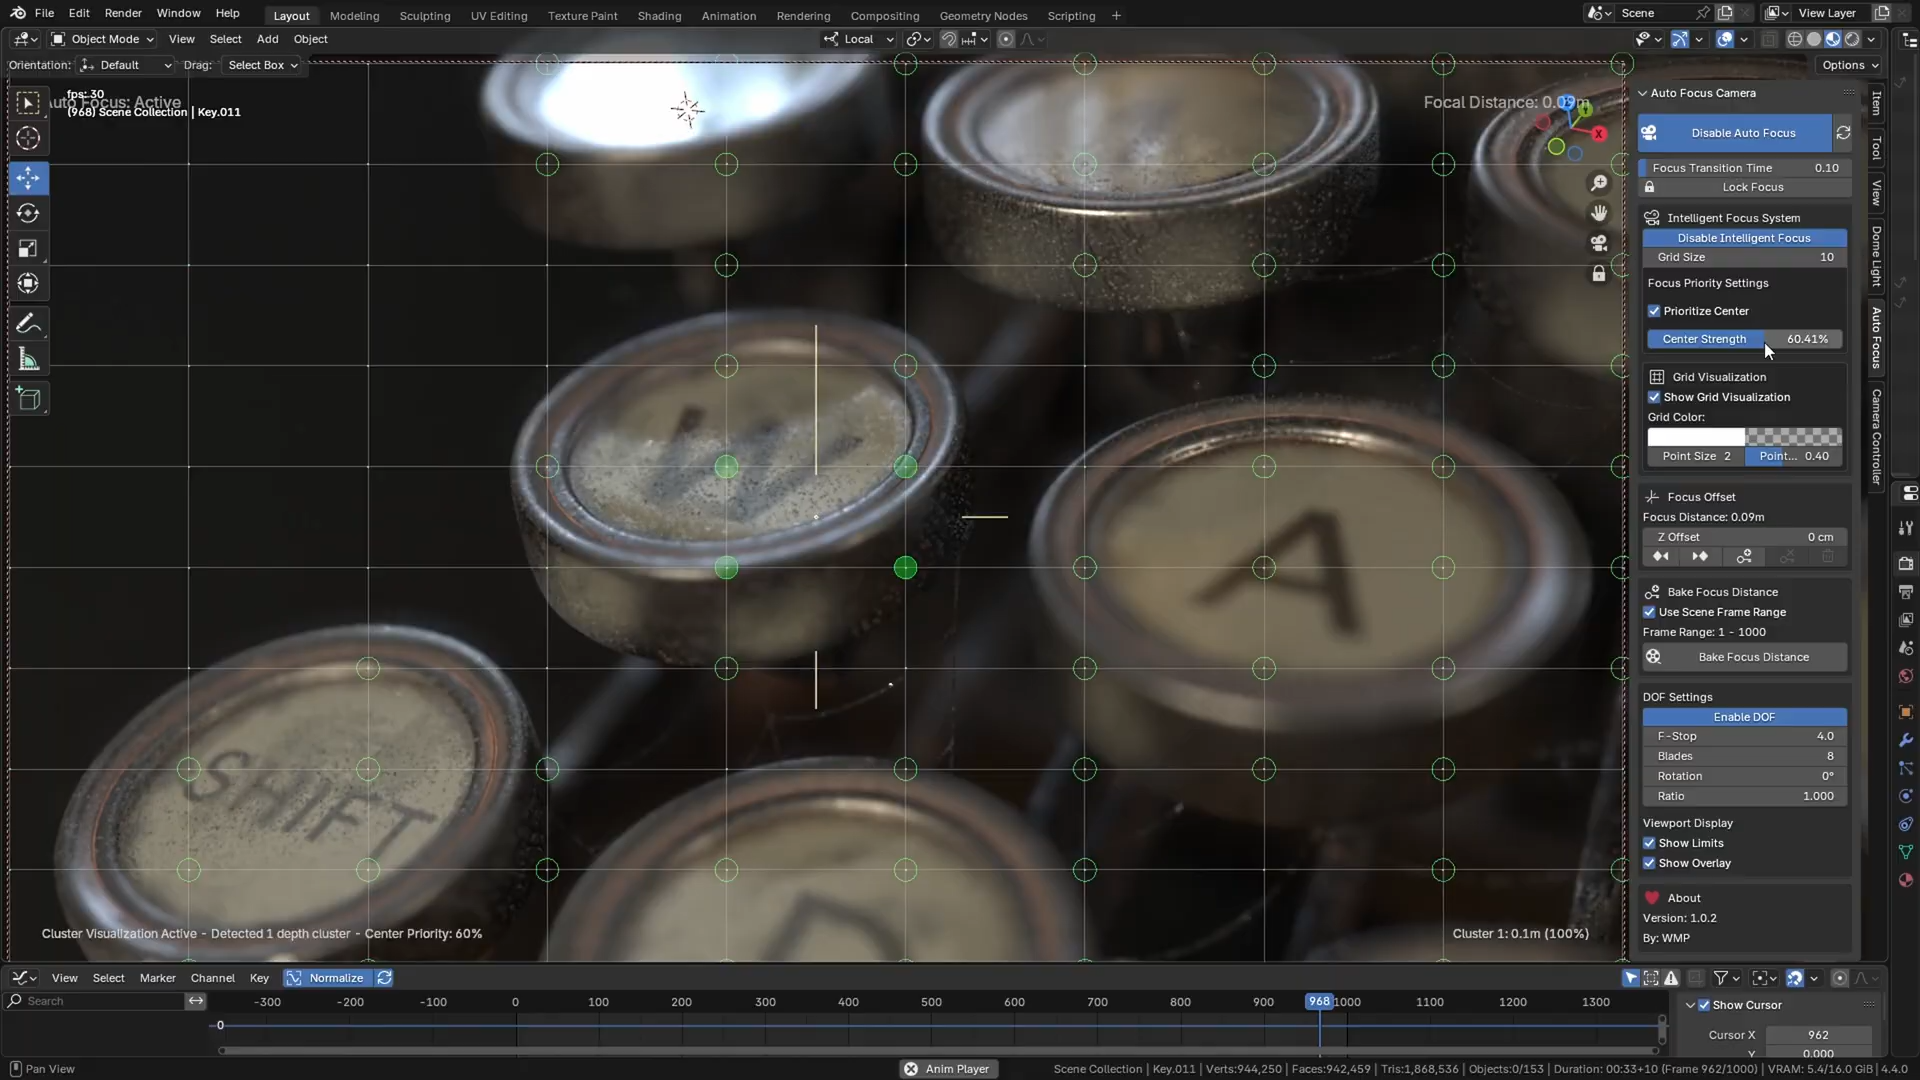 File Edit Render Window Help
Layout Modeling Sculpting UV Editing Texture Paint Shading Animation Rendering Compositing Geometry Nodes Scripting +
Scene
View Layer
Object Mode View Select Add Object
Local
Orientation: Default Drag: Select Box
Options
fps: 30
Auto Focus: Active
(968) Scene Collection | Key.011
Focal Distance: 0.09m
X
Auto Focus Camera
Disable Auto Focus
Focus Transition Time 0.10
Lock Focus
Intelligent Focus System
Disable Intelligent Focus
Grid Size 10
Focus Priority Settings
Prioritize Center
Center Strength 60.41%
Grid Visualization
Show Grid Visualization
Grid Color:
Point Size 2 Point... 0.40
Focus Offset
Focus Distance: 0.09m
Z Offset 0 cm
Bake Focus Distance
Use Scene Frame Range
Frame Range: 1 - 1000
Bake Focus Distance
DOF Settings
Enable DOF
F-Stop 4.0
Blades 8
Rotation 0°
Ratio 1.000
Viewport Display
Show Limits
Show Overlay
About
Version: 1.0.2
By: WMP
Item
Tool
View
Dome Light
Auto Focus
Camera Controller
A
SHIFT
Cluster Visualization Active - Detected 1 depth cluster - Center Priority: 60%
Cluster 1: 0.1m (100%)
View Select Marker Channel Key Normalize
Search
-300 -200 -100 0 100 200 300 400 500 600 700 800 900 968 1000 1100 1200 1300
0
Show Cursor
Cursor X 962
Y 0.000
Pan View
Anim Player
Scene Collection | Key.011 | Verts:944,250 | Faces:942,459 | Tris:1,868,536 | Objects:0/153 | Duration: 00:33+10 (Frame 962/1000) | VRAM: 5.4/16.0 GiB | 4.4.0